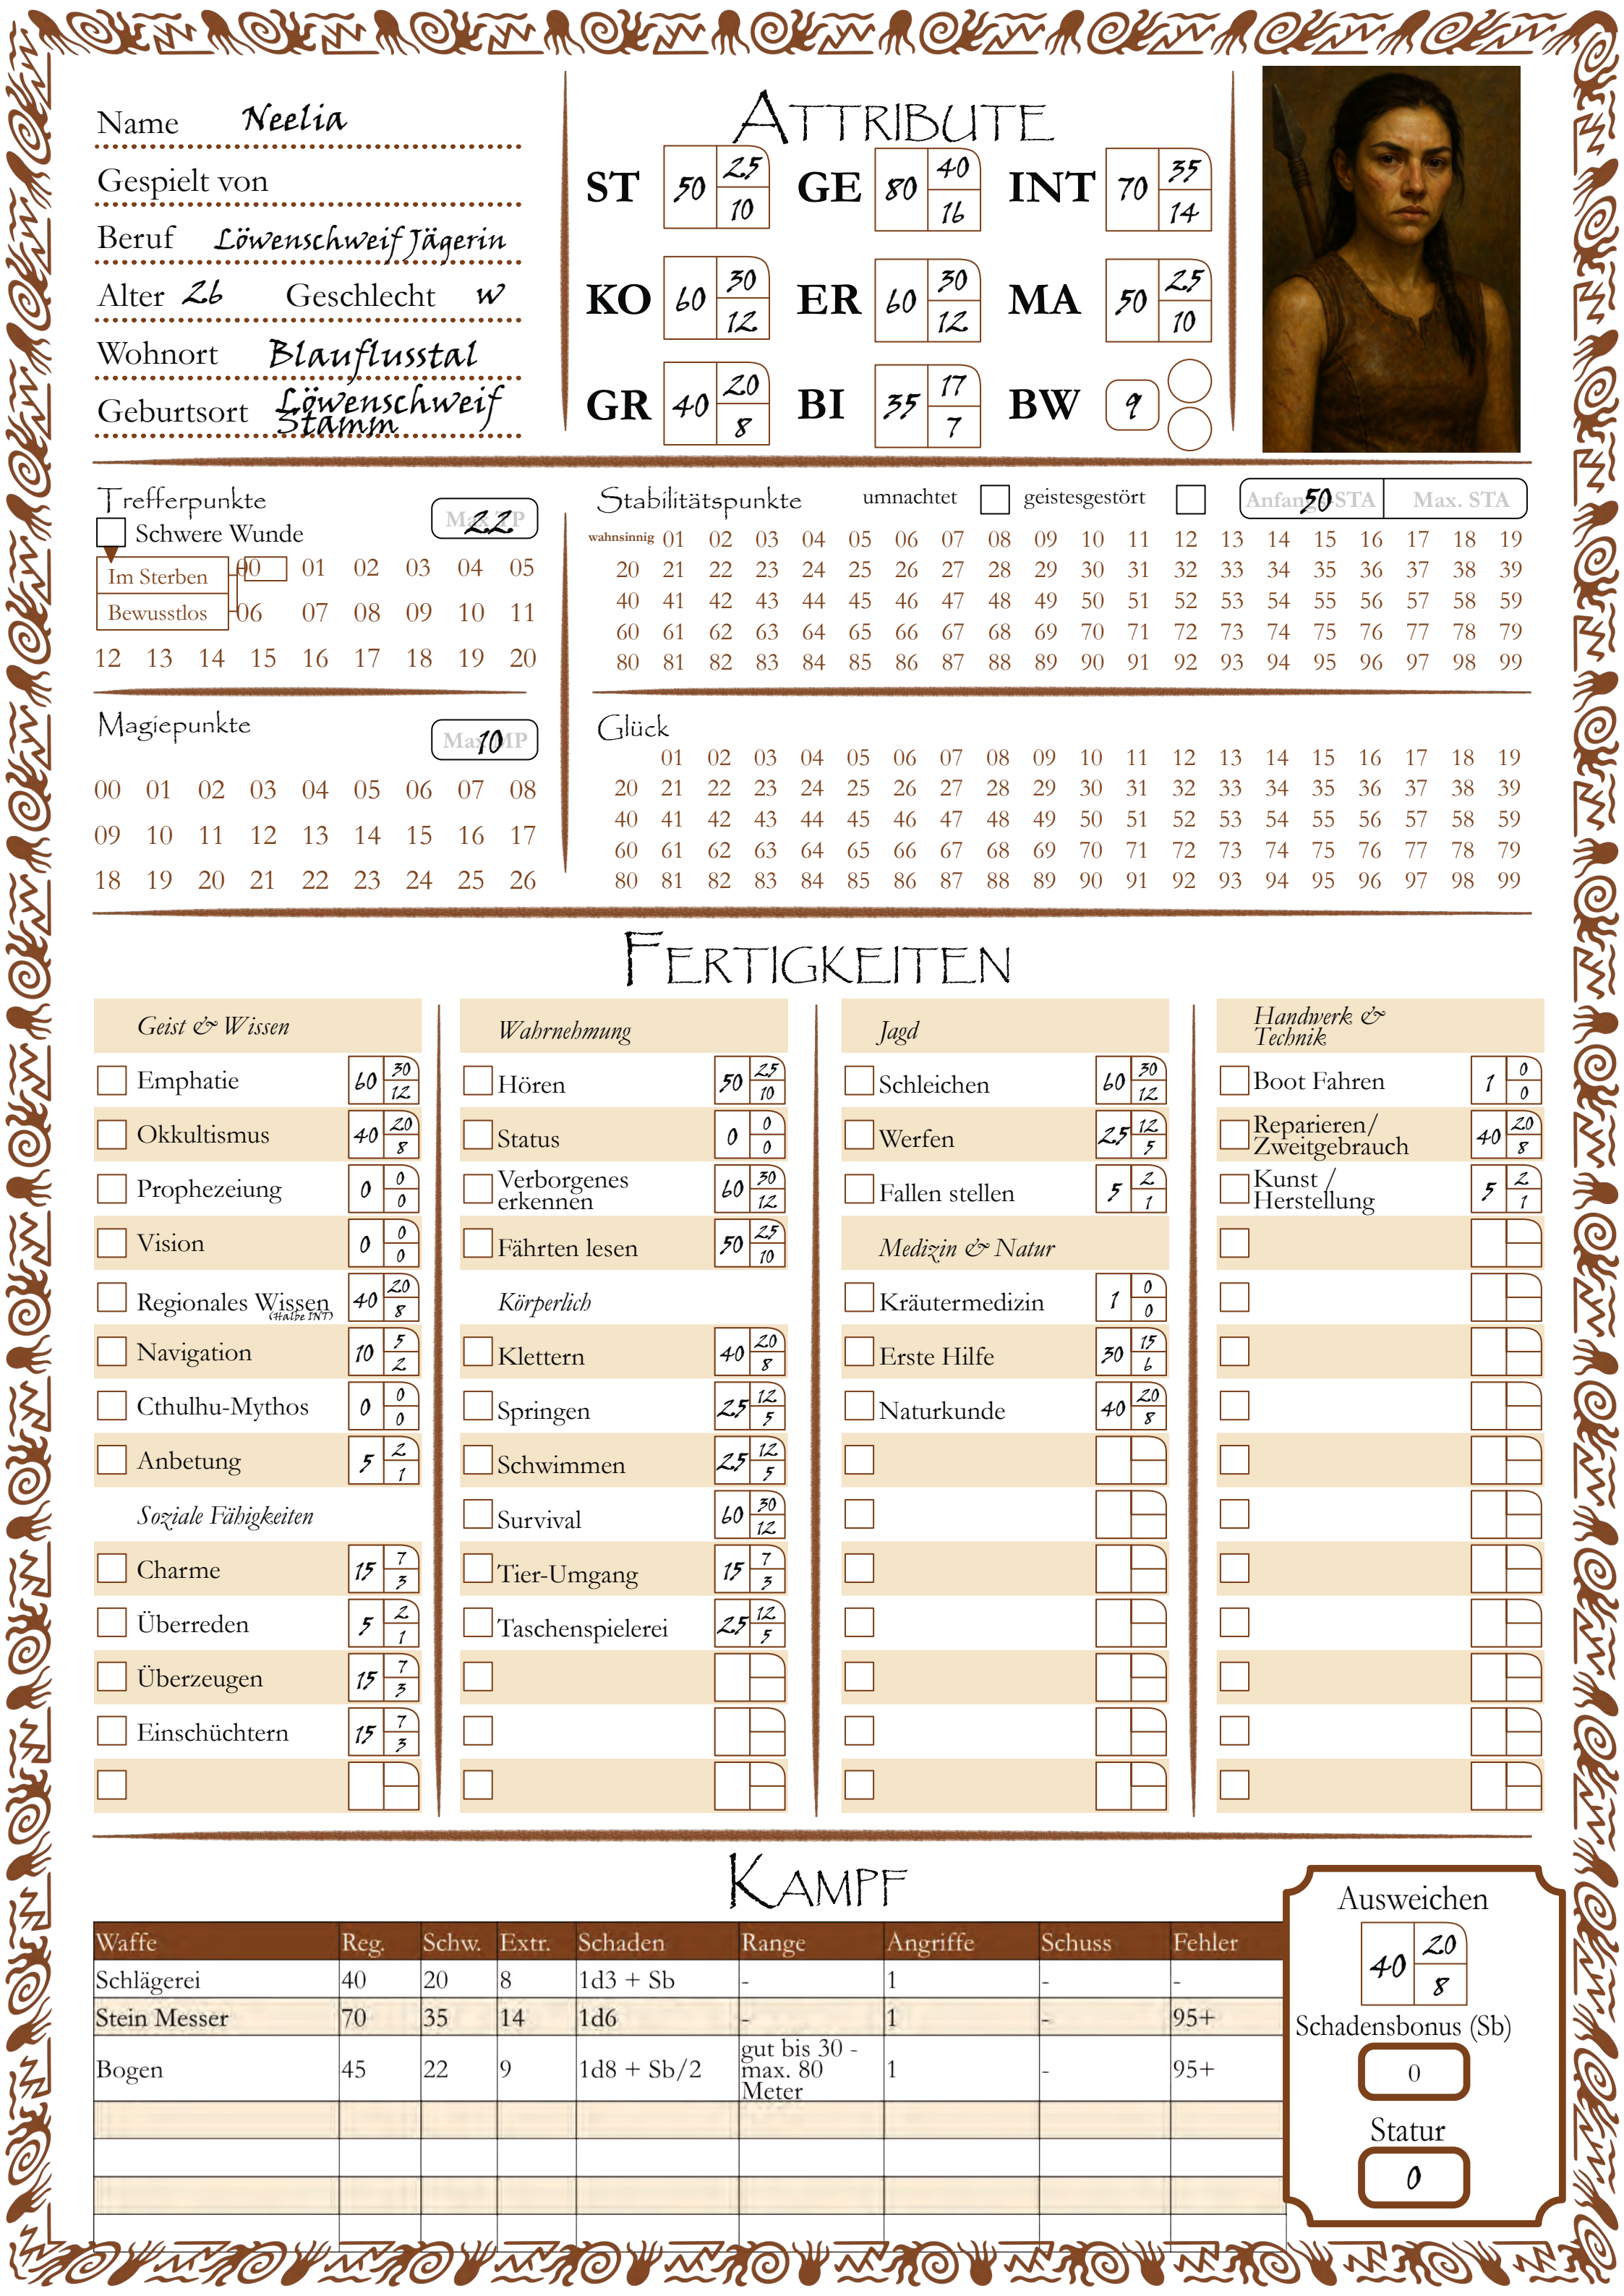 Name Neelia
Gespielt von
Beruf Löwenschweif Jägerin
Alter 26 Geschlecht w
Wohnort Blauflusstal
Geburtsort Löwenschweif
Stamm
ATTRIBUTE
ST 50 25 10 GE 80 40 16 INT 70 35 14
KO 60 30 12 ER 60 30 12 MA 50 25 10
GR 40 20 8 BI 35 17 7 BW 9
Trefferpunkte
Schwere Wunde
Max TP 22
Im Sterben 00 01 02 03 04 05
Bewusstlos 06 07 08 09 10 11
12 13 14 15 16 17 18 19 20
Stabilitätspunkte umnachtet geistesgestört Anfangs-STA 50 Max. STA
wahnsinnig 01 02 03 04 05 06 07 08 09 10 11 12 13 14 15 16 17 18 19
20 21 22 23 24 25 26 27 28 29 30 31 32 33 34 35 36 37 38 39
40 41 42 43 44 45 46 47 48 49 50 51 52 53 54 55 56 57 58 59
60 61 62 63 64 65 66 67 68 69 70 71 72 73 74 75 76 77 78 79
80 81 82 83 84 85 86 87 88 89 90 91 92 93 94 95 96 97 98 99
Magiepunkte Max MP 10
00 01 02 03 04 05 06 07 08
09 10 11 12 13 14 15 16 17
18 19 20 21 22 23 24 25 26
Glück
01 02 03 04 05 06 07 08 09 10 11 12 13 14 15 16 17 18 19
20 21 22 23 24 25 26 27 28 29 30 31 32 33 34 35 36 37 38 39
40 41 42 43 44 45 46 47 48 49 50 51 52 53 54 55 56 57 58 59
60 61 62 63 64 65 66 67 68 69 70 71 72 73 74 75 76 77 78 79
80 81 82 83 84 85 86 87 88 89 90 91 92 93 94 95 96 97 98 99
FERTIGKEITEN
Geist & Wissen
Emphatie 60 30 12
Okkultismus 40 20 8
Prophezeiung 0 0 0
Vision 0 0 0
Regionales Wissen 40 20 8
(Halbe INT)
Navigation 10 5 2
Cthulhu-Mythos 0 0 0
Anbetung 5 2 1
Soziale Fähigkeiten
Charme 15 7 3
Überreden 5 2 1
Überzeugen 15 7 3
Einschüchtern 15 7 3
Wahrnehmung
Hören 50 25 10
Status 0 0 0
Verborgenes
erkennen 60 30 12
Fährten lesen 50 25 10
Körperlich
Klettern 40 20 8
Springen 25 12 5
Schwimmen 25 12 5
Survival 60 30 12
Tier-Umgang 15 7 3
Taschenspielerei 25 12 5
Jagd
Schleichen 60 30 12
Werfen 25 12 5
Fallen stellen 5 2 1
Medizin & Natur
Kräutermedizin 1 0 0
Erste Hilfe 30 15 6
Naturkunde 40 20 8
Handwerk &
Technik
Boot Fahren 1 0 0
Reparieren/
Zweitgebrauch 40 20 8
Kunst /
Herstellung 5 2 1
KAMPF
Waffe Reg. Schw. Extr. Schaden Range Angriffe Schuss Fehler
Schlägerei 40 20 8 1d3 + Sb - 1 - -
Stein Messer 70 35 14 1d6 - 1 - 95+
Bogen 45 22 9 1d8 + Sb/2 gut bis 30 -
max. 80
Meter 1 - 95+
Ausweichen
40 20 8
Schadensbonus (Sb)
0
Statur
0